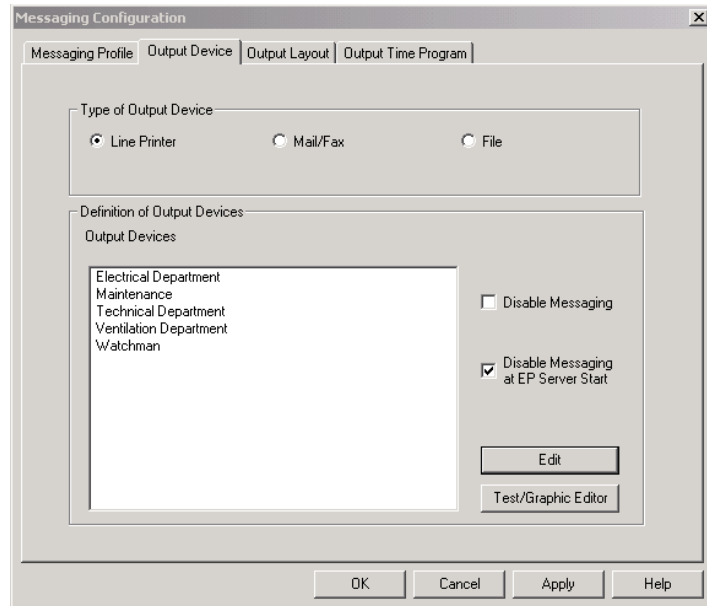 Messaging Configuration
Messaging Profile Output Device Output Layout Output Time Program
Type of Output Device
Line Printer Mail/Fax File
Definition of Output Devices
Output Devices
Electrical Department
Maintenance
Technical Department
Ventilation Department
Watchman
Disable Messaging
Disable Messaging
at EP Server Start
Edit
Test/Graphic Editor
OK Cancel Apply Help